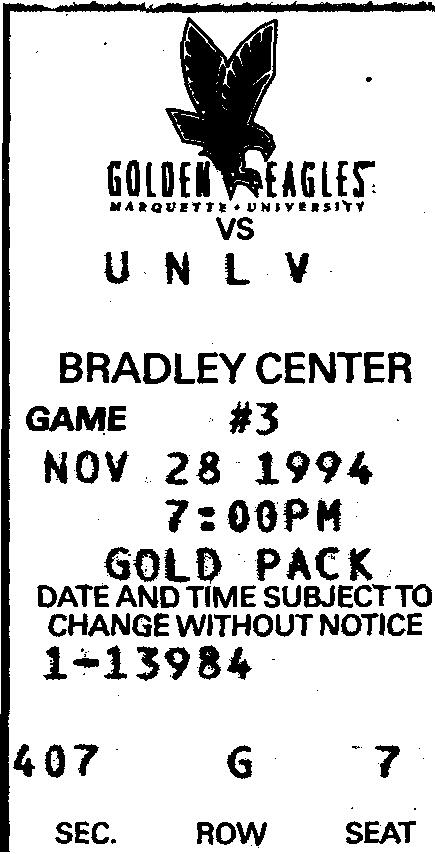 GOLDEN EAGLES
MARQUETTE • UNIVERSITY
VS
U N L V
BRADLEY CENTER
GAME #3
NOV 28 1994
7:00PM
GOLD PACK
DATE AND TIME SUBJECT TO
CHANGE WITHOUT NOTICE
1-13984
407 G 7
SEC. ROW SEAT